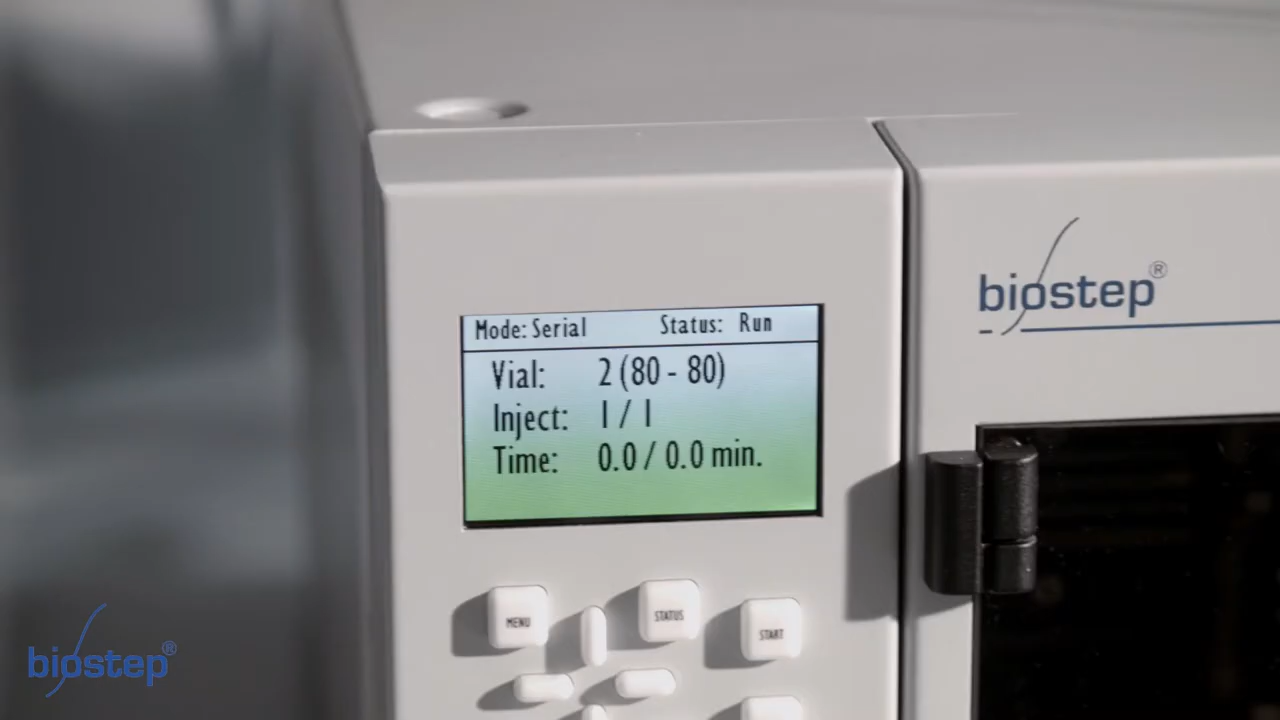 biostep®
Mode: Serial Status: Run
Vial: 2 (80 - 80)
Inject: 1 / 1
Time: 0.0 / 0.0 min.
MENU
STATUS
START
biostep®